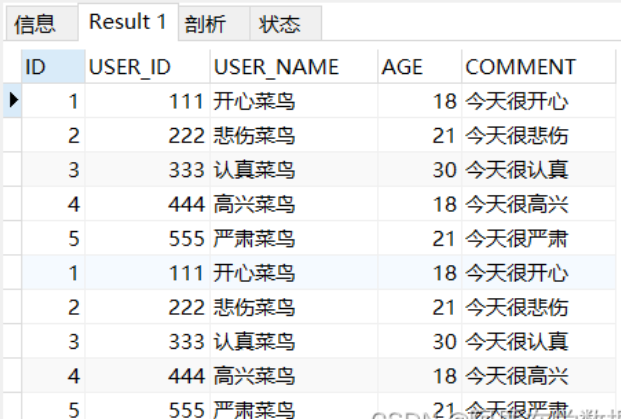 信息 Result 1 剖析 状态
ID USER_ID USER_NAME AGE COMMENT
1 111 开心菜鸟 18 今天很开心
2 222 悲伤菜鸟 21 今天很悲伤
3 333 认真菜鸟 30 今天很认真
4 444 高兴菜鸟 18 今天很高兴
5 555 严肃菜鸟 21 今天很严肃
1 111 开心菜鸟 18 今天很开心
2 222 悲伤菜鸟 21 今天很悲伤
3 333 认真菜鸟 30 今天很认真
4 444 高兴菜鸟 18 今天很高兴
5 555 严肃菜鸟 21 今天很严肃